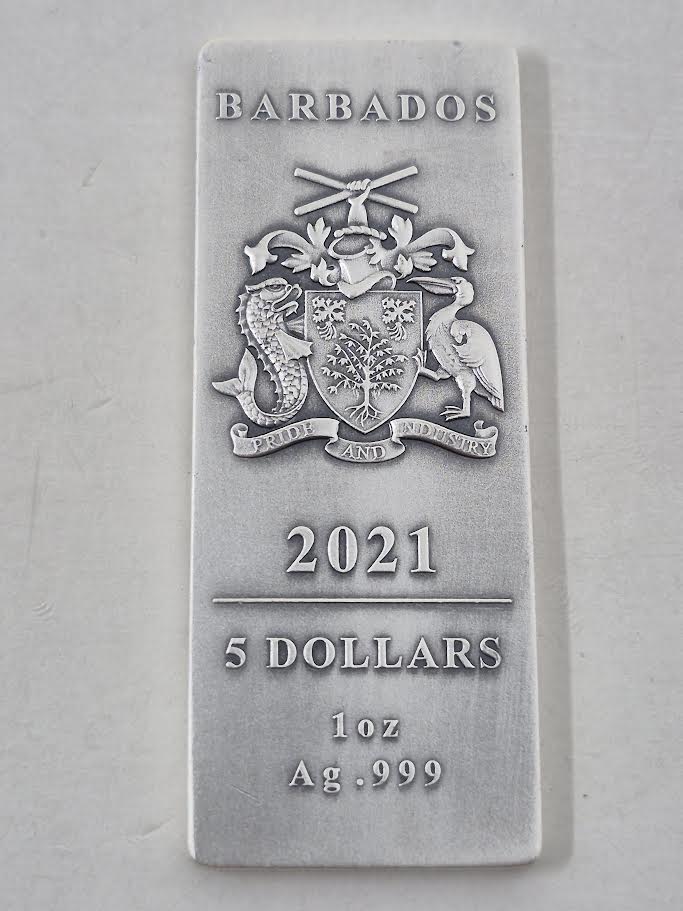 BARBADOS
PRIDE AND INDUSTRY
2021
5 DOLLARS
1oz
Ag .999